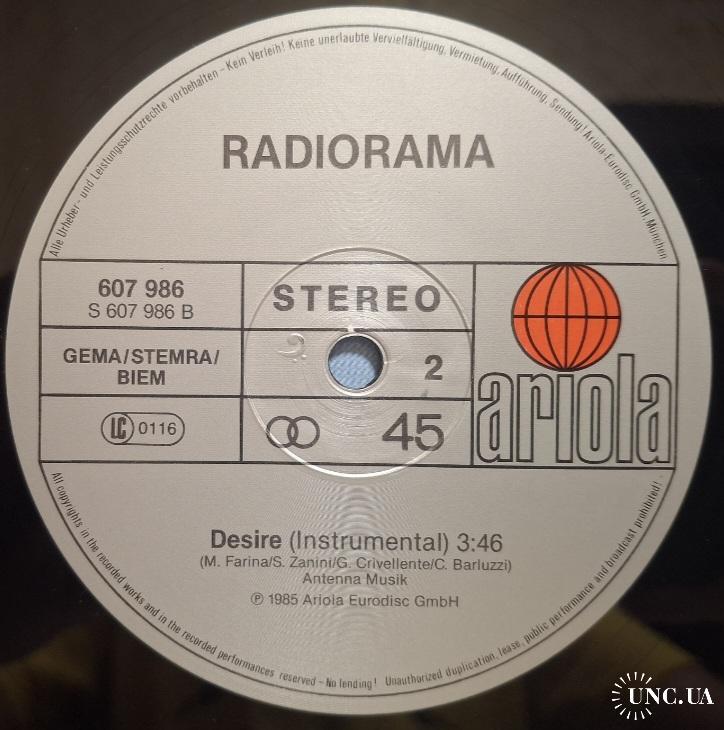 Alle Urheber- und Leistungsschutzrechte vorbehalten - Kein Verleih! Keine unerlaubte Vervielfältigung, Vermietung, Aufführung, Sendung! Ariola-Eurodisc GmbH, München
RADIORAMA
607 986
S 607 986 B
STEREO
GEMA/STEMRA/
BIEM
2
LC 0116
45
ariola
Desire (Instrumental) 3:46
(M. Farina/S. Zanini/G. Crivellente/C. Barluzzi)
Antenna Musik
℗ 1985 Ariola Eurodisc GmbH
All copyrights in the recorded works and in the recorded performances reserved - No lending! Unauthorized duplication, lease, public performance and broadcast prohibited!
UNC.UA